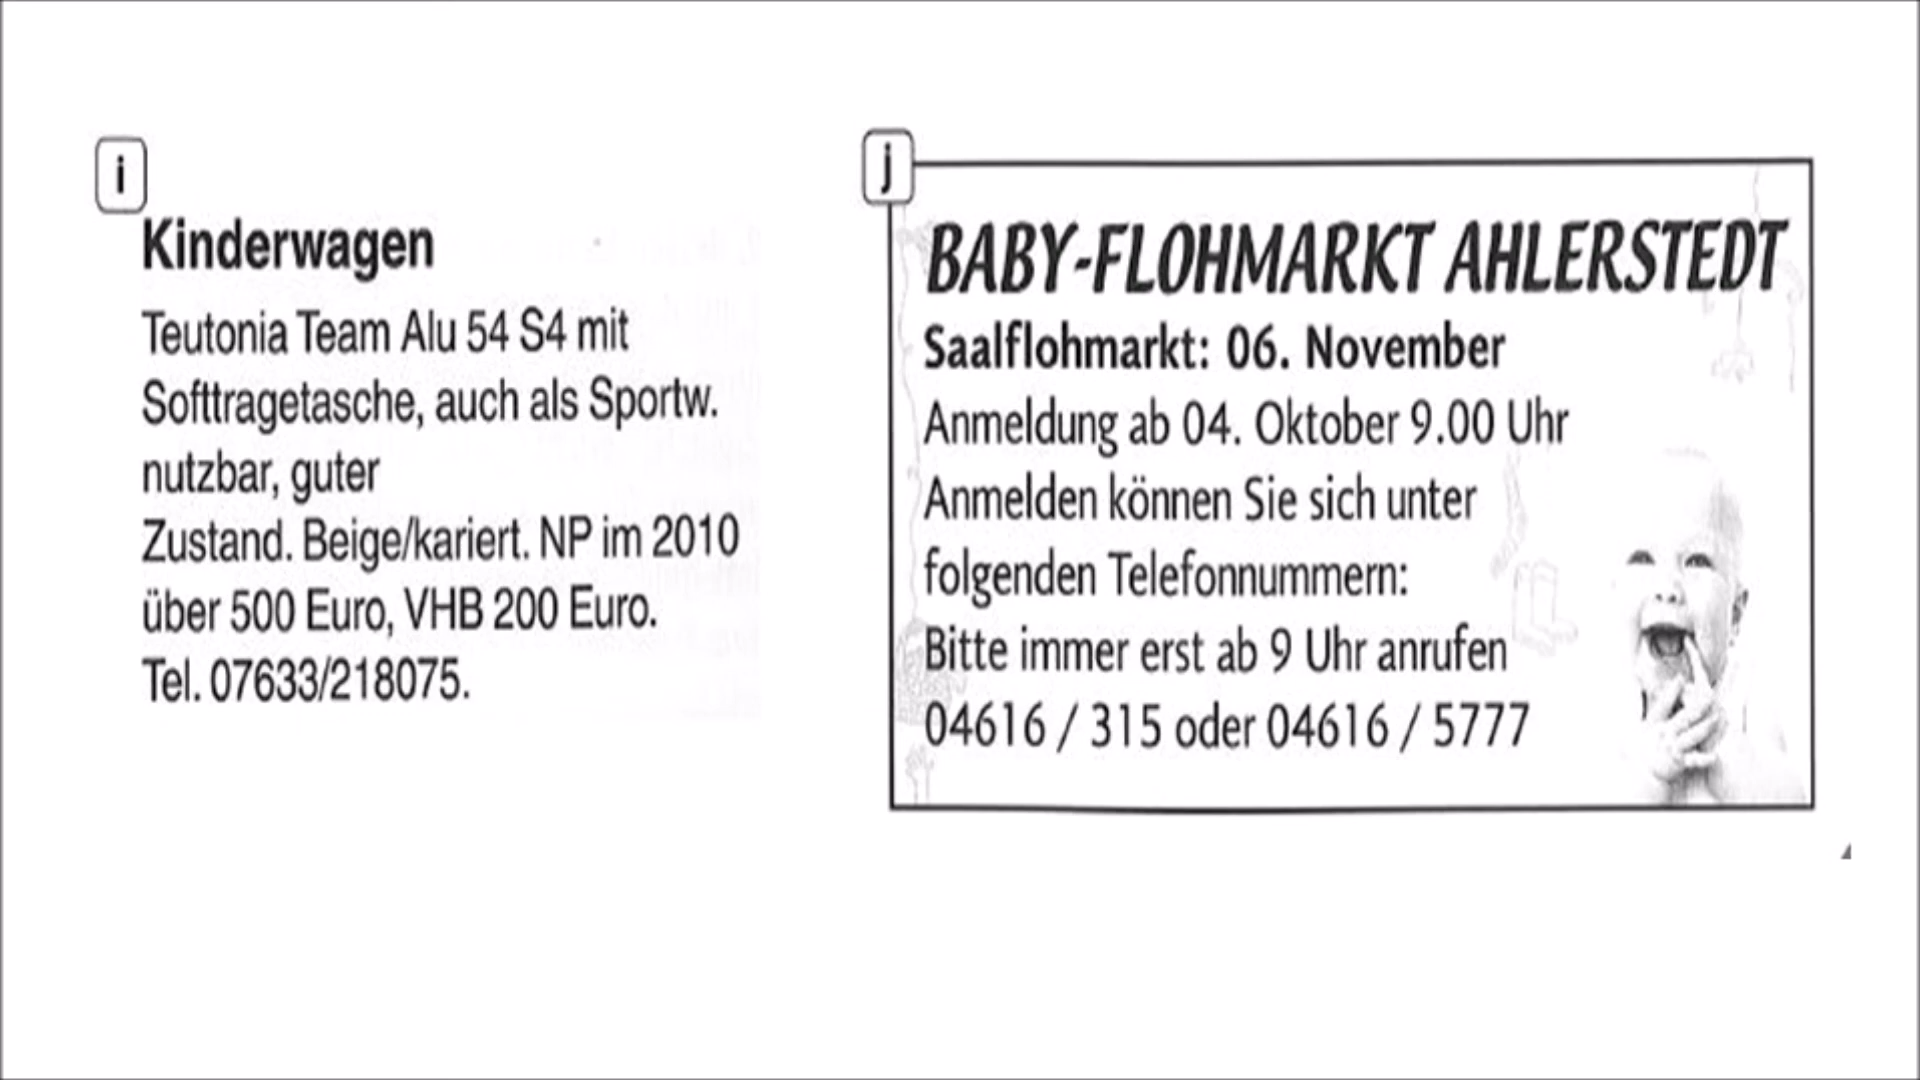 i
Kinderwagen
Teutonia Team Alu 54 S4 mit
Softtragetasche, auch als Sportw.
nutzbar, guter
Zustand. Beige/kariert. NP im 2010
über 500 Euro, VHB 200 Euro.
Tel. 07633/218075.
j
BABY-FLOHMARKT AHLERSTEDT
Saalflohmarkt: 06. November
Anmeldung ab 04. Oktober 9.00 Uhr
Anmelden können Sie sich unter
folgenden Telefonnummern:
Bitte immer erst ab 9 Uhr anrufen
04616 / 315 oder 04616 / 5777